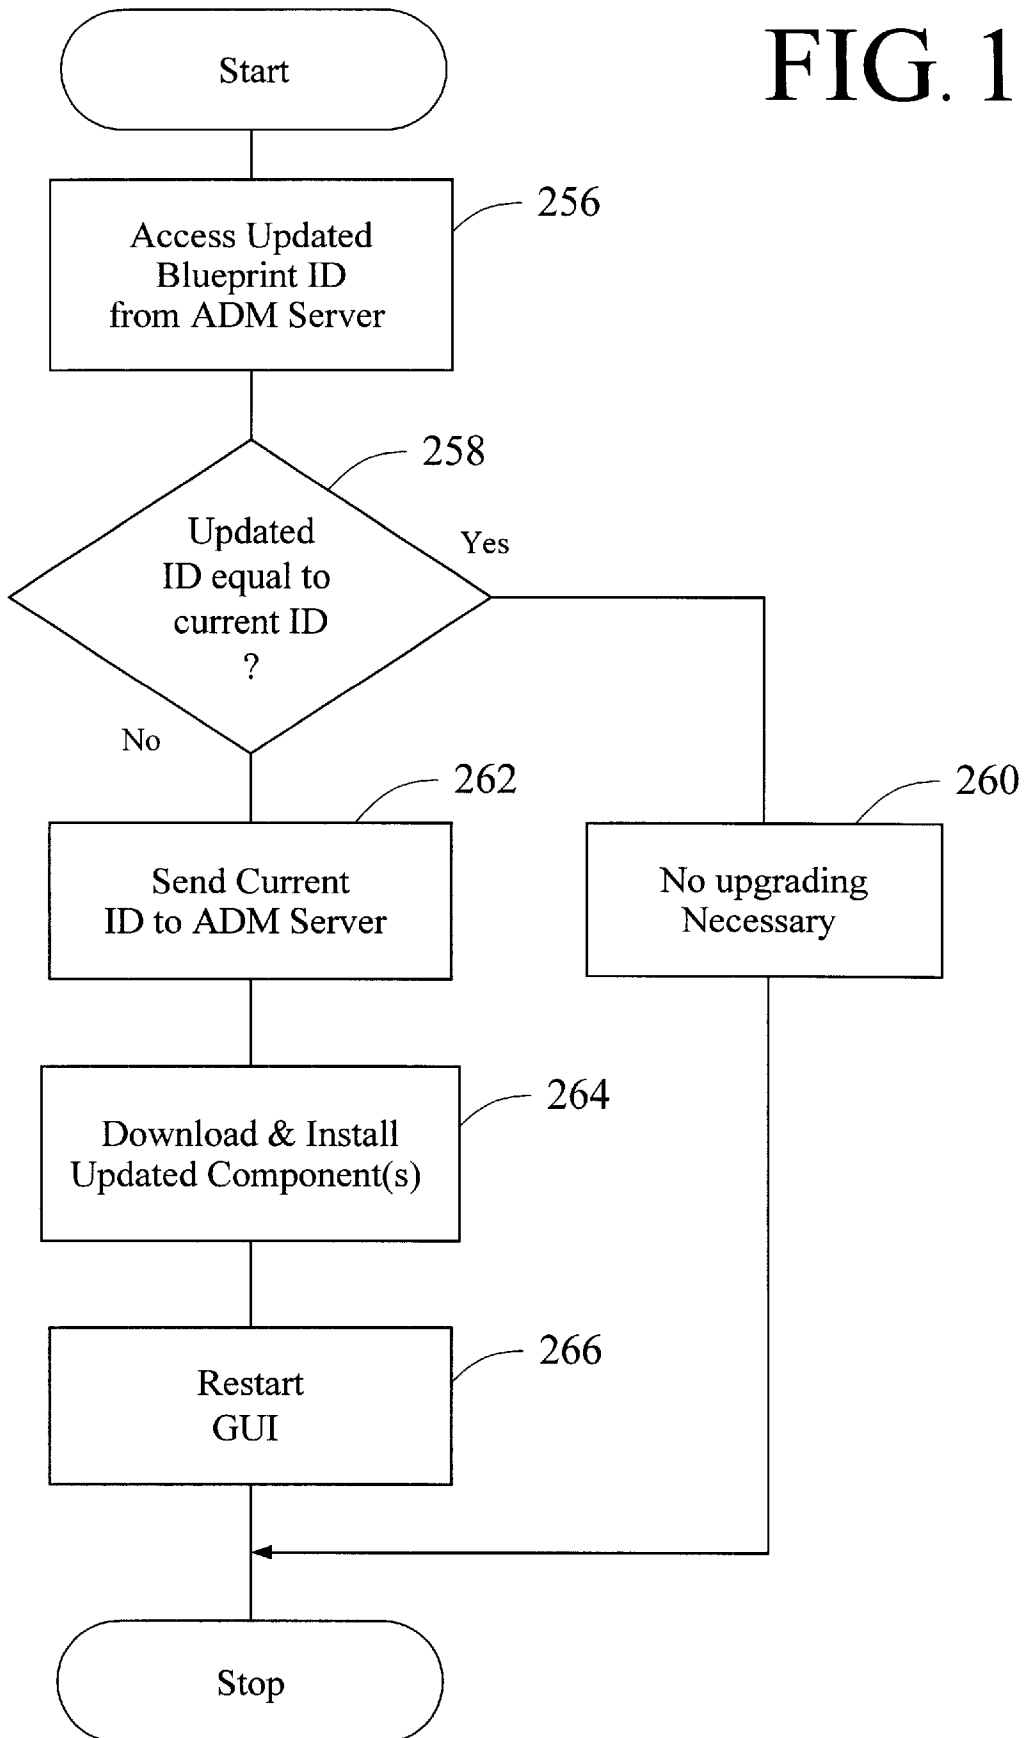 FIG. 1
Start
256
Access Updated
Blueprint ID
from ADM Server
258
Updated
ID equal to
current ID
?
Yes
No
262
260
Send Current
ID to ADM Server
No upgrading
Necessary
264
Download & Install
Updated Component(s)
266
Restart
GUI
Stop